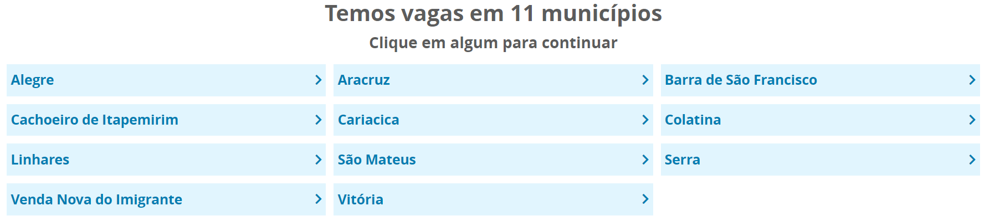 Temos vagas em 11 municípios
Clique em algum para continuar
Alegre
Aracruz
Barra de São Francisco
Cachoeiro de Itapemirim
Cariacica
Colatina
Linhares
São Mateus
Serra
Venda Nova do Imigrante
Vitória